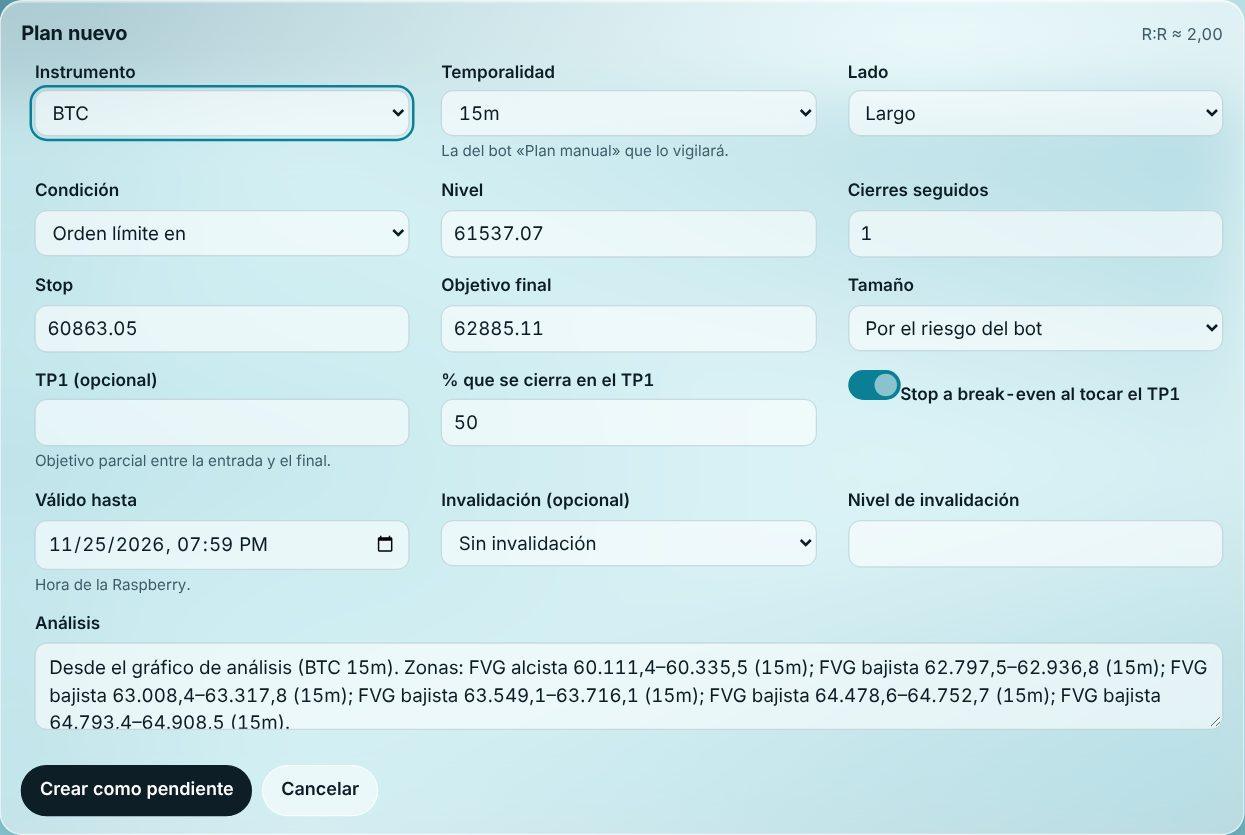 Plan nuevo
R:R ≈ 2,00
Instrumento
Temporalidad
Lado
BTC
15m
Largo
La del bot «Plan manual» que lo vigilará.
Condición
Nivel
Cierres seguidos
Orden límite en
61537.07
1
Stop
Objetivo final
Tamaño
60863.05
62885.11
Por el riesgo del bot
TP1 (opcional)
% que se cierra en el TP1
Stop a break-even al tocar el TP1
50
Objetivo parcial entre la entrada y el final.
Válido hasta
Invalidación (opcional)
Nivel de invalidación
11/25/2026, 07:59 PM
Sin invalidación
Hora de la Raspberry.
Análisis
Desde el gráfico de análisis (BTC 15m). Zonas: FVG alcista 60.111,4–60.335,5 (15m); FVG bajista 62.797,5–62.936,8 (15m); FVG
bajista 63.008,4–63.317,8 (15m); FVG bajista 63.549,1–63.716,1 (15m); FVG bajista 64.478,6–64.752,7 (15m); FVG bajista
64.793,4–64.908,5 (15m).
Crear como pendiente
Cancelar